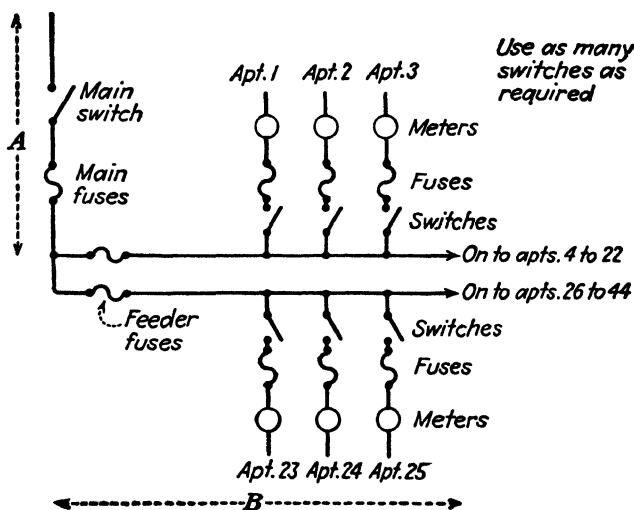 Apt.1 Apt.2 Apt.3
Use as many
switches as
required
Main
switch
A
Meters
Main
fuses
Fuses
Switches
On to apts. 4 to 22
On to apts. 26 to 44
Feeder
fuses
Switches
Fuses
Meters
Apt.23 Apt.24 Apt.25
B